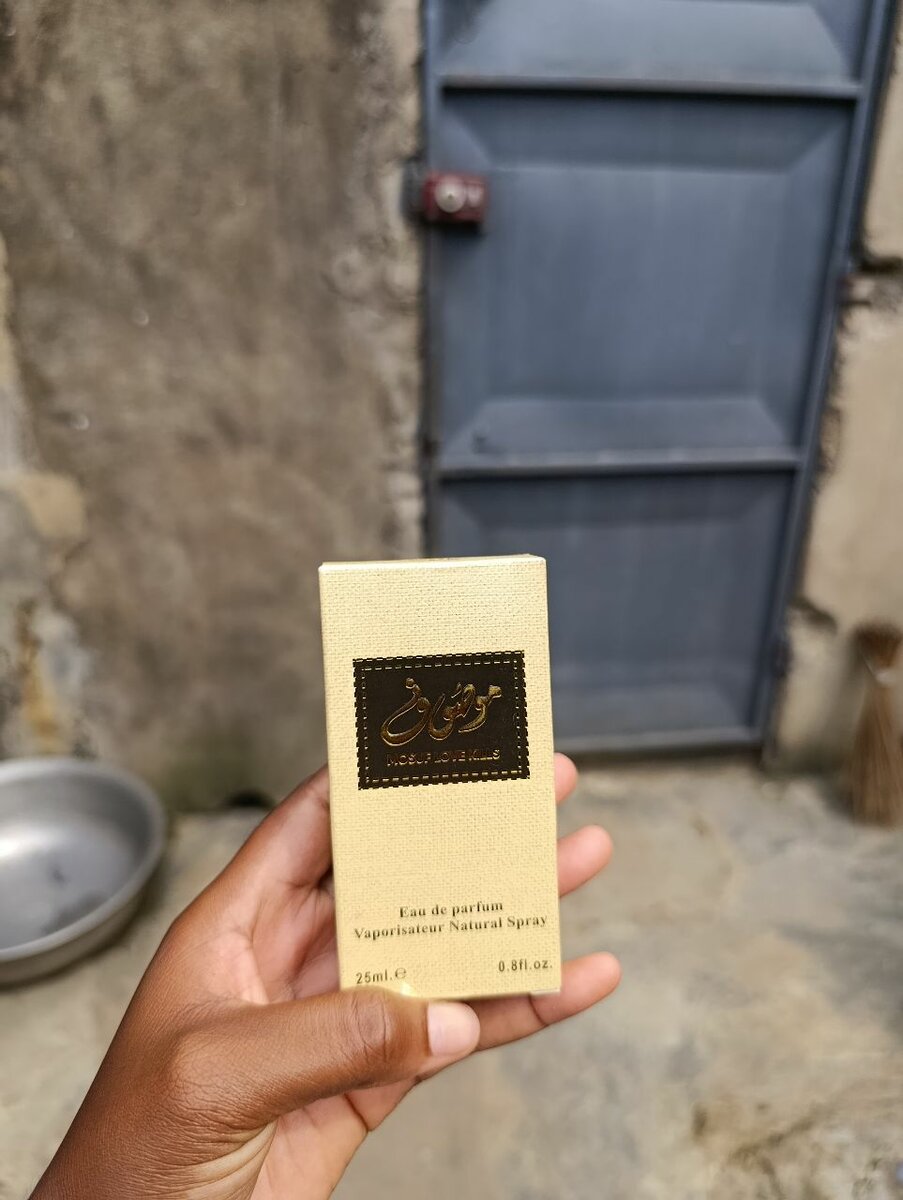 موصوف
MOSUF LOVE KILLS
Eau de parfum
Vaporisateur Natural Spray
25ml.℮
0.8fl.oz.